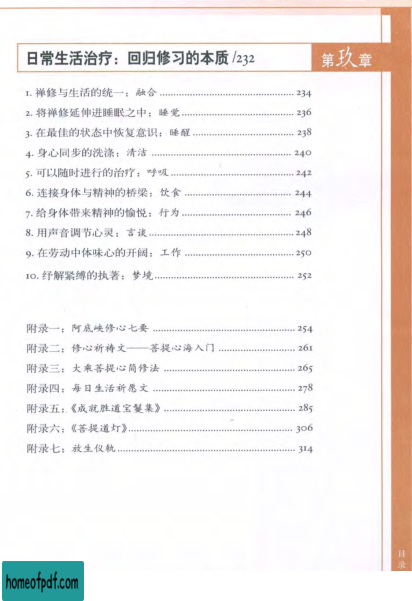 日常生活治疗：回归修习的本质/232
第玖章
1. 禅修与生活的统一：融合 234
2. 将禅修延伸进睡眠之中：睡觉 236
3. 在最佳的状态中恢复意识：睡醒 238
4. 身心同步的洗涤：清洁 240
5. 可以随时进行的治疗：呼吸 242
6. 连接身体与精神的桥梁：饮食 244
7. 给身体带来精神的愉悦：行为 246
8. 用声音调节心灵：言谈 248
9. 在劳动中体味心的开阔：工作 250
10. 纾解紧缚的执著：梦境 252
附录一：阿底峡修心七要 254
附录二：修心祈祷文——菩提心海入门 261
附录三：大乘菩提心简修法 265
附录四：每日生活祈愿文 278
附录五：《成就胜道宝鬘集》 285
附录六：《菩提道灯》 306
附录七：放生仪轨 314
目录
homeofpdf.com